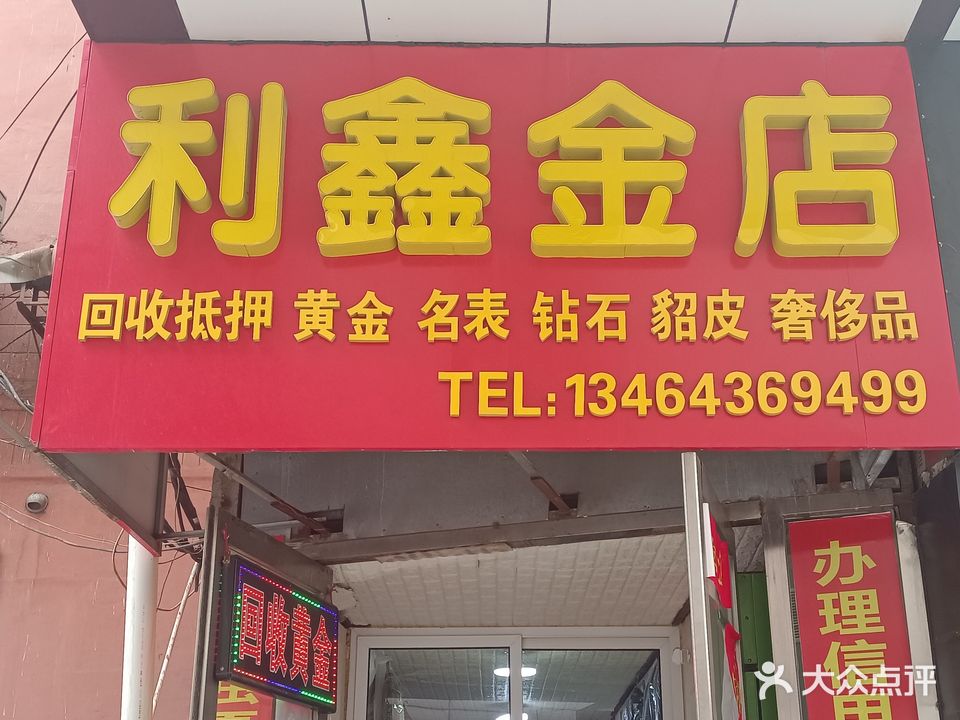 利鑫金店
回收抵押 黄金 名表 钻石 貂皮 奢侈品
TEL:13464369499
回收黄金
办理信用
大众点评